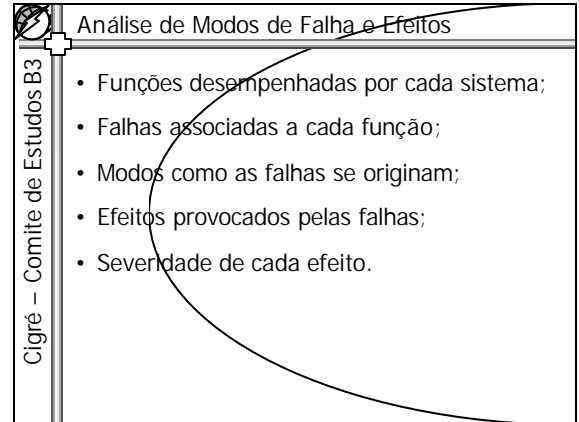 Análise de Modos de Falha e Efeitos
Cigré – Comite de Estudos B3
• Funções desempenhadas por cada sistema;
• Falhas associadas a cada função;
• Modos como as falhas se originam;
• Efeitos provocados pelas falhas;
• Severidade de cada efeito.